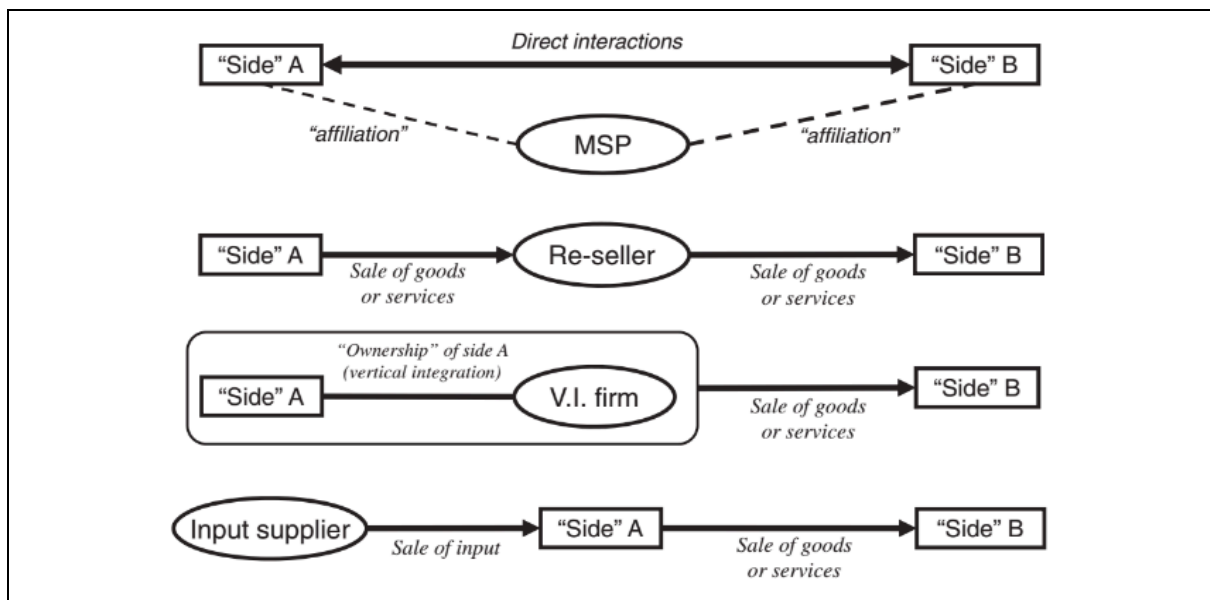 Direct interactions
“Side” A
“Side” B
“affiliation”
MSP
“affiliation”
“Side” A
Re-seller
“Side” B
Sale of goods
or services
Sale of goods
or services
“Ownership” of side A
(vertical integration)
“Side” A
V.I. firm
“Side” B
Sale of goods
or services
Input supplier
“Side” A
“Side” B
Sale of input
Sale of goods
or services